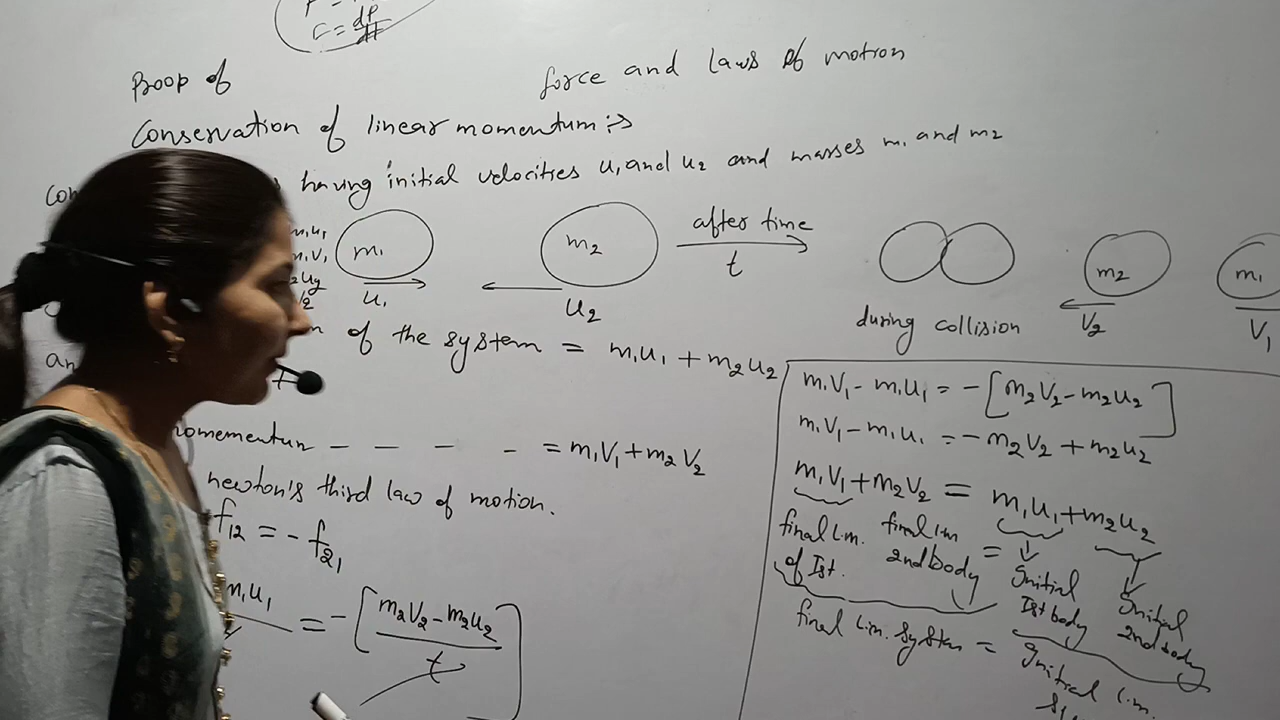 F = dP/dt
Proop of
force and laws of motion
Conservation of linear momentum :→
having initial velocities u1 and u2 and masses m1 and m2
m1
u1
m2
u2
after time
t
during collision
m2
V2
m1
V1
of the system = m1u1 + m2u2
momementun — — — - = m1V1 + m2V2
newton's third law of motion.
f12 = - f21
m1u1 = - [ m2V2 - m2u2 / t ]
m1V1 - m1u1 = - [ m2V2 - m2u2 ]
m1V1 - m1u1 = - m2V2 + m2u2
m1V1 + m2V2 = m1u1 + m2u2
final l.m. of Ist.
final l.m 2nd body
=
Initial Ist body
Initial 2nd body
final l.m. system = Initial l.m.